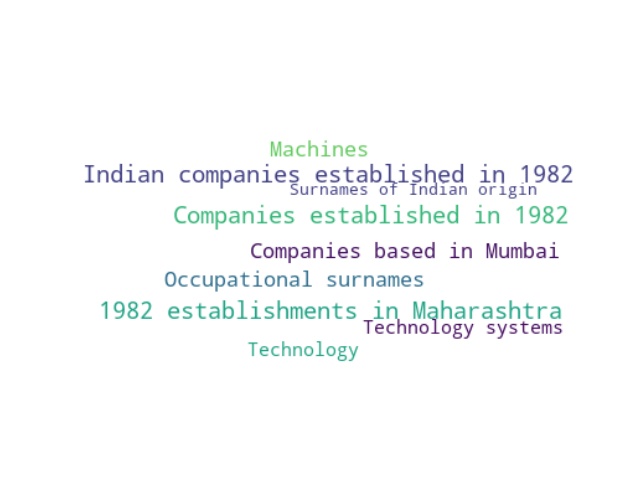 Machines
Indian companies established in 1982
Surnames of Indian origin
Companies established in 1982
Companies based in Mumbai
Occupational surnames
1982 establishments in Maharashtra
Technology systems
Technology